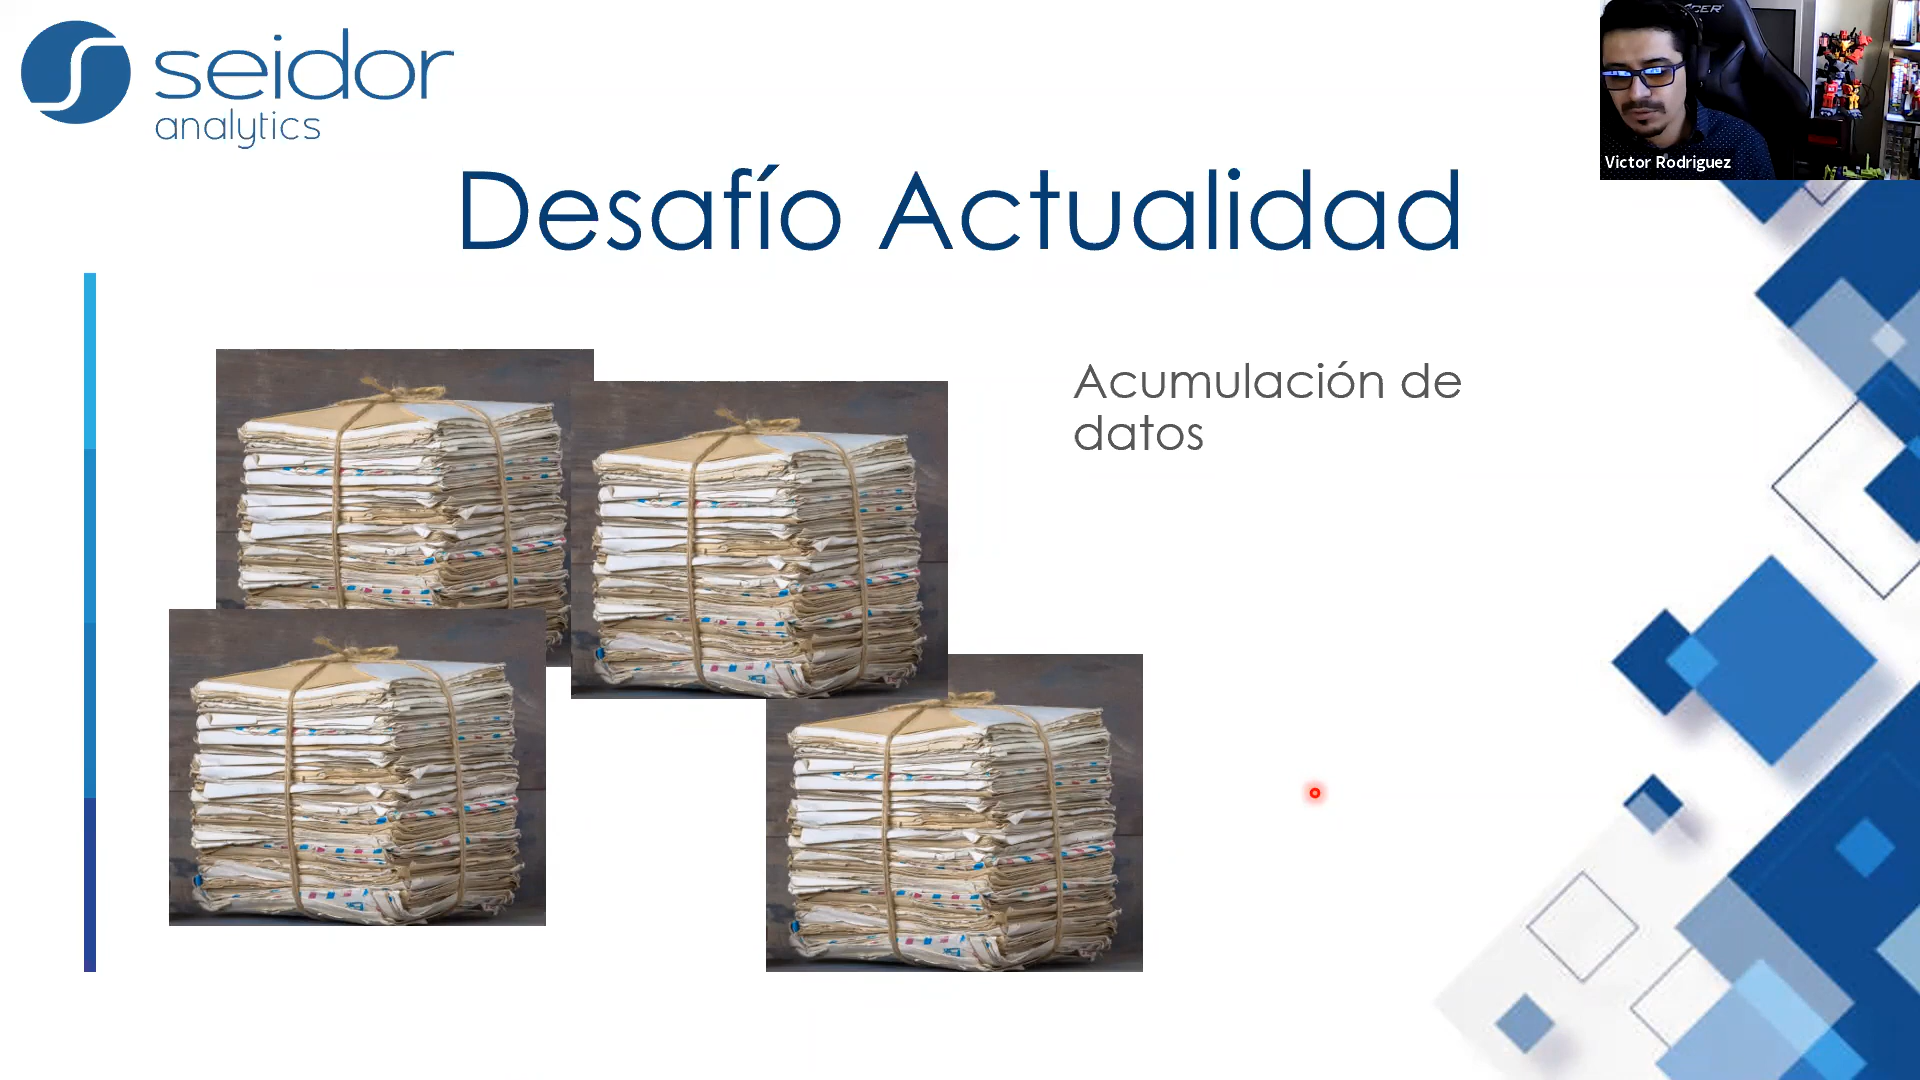 seidor
analytics
Victor Rodriguez
Desafío Actualidad
Acumulación de
datos